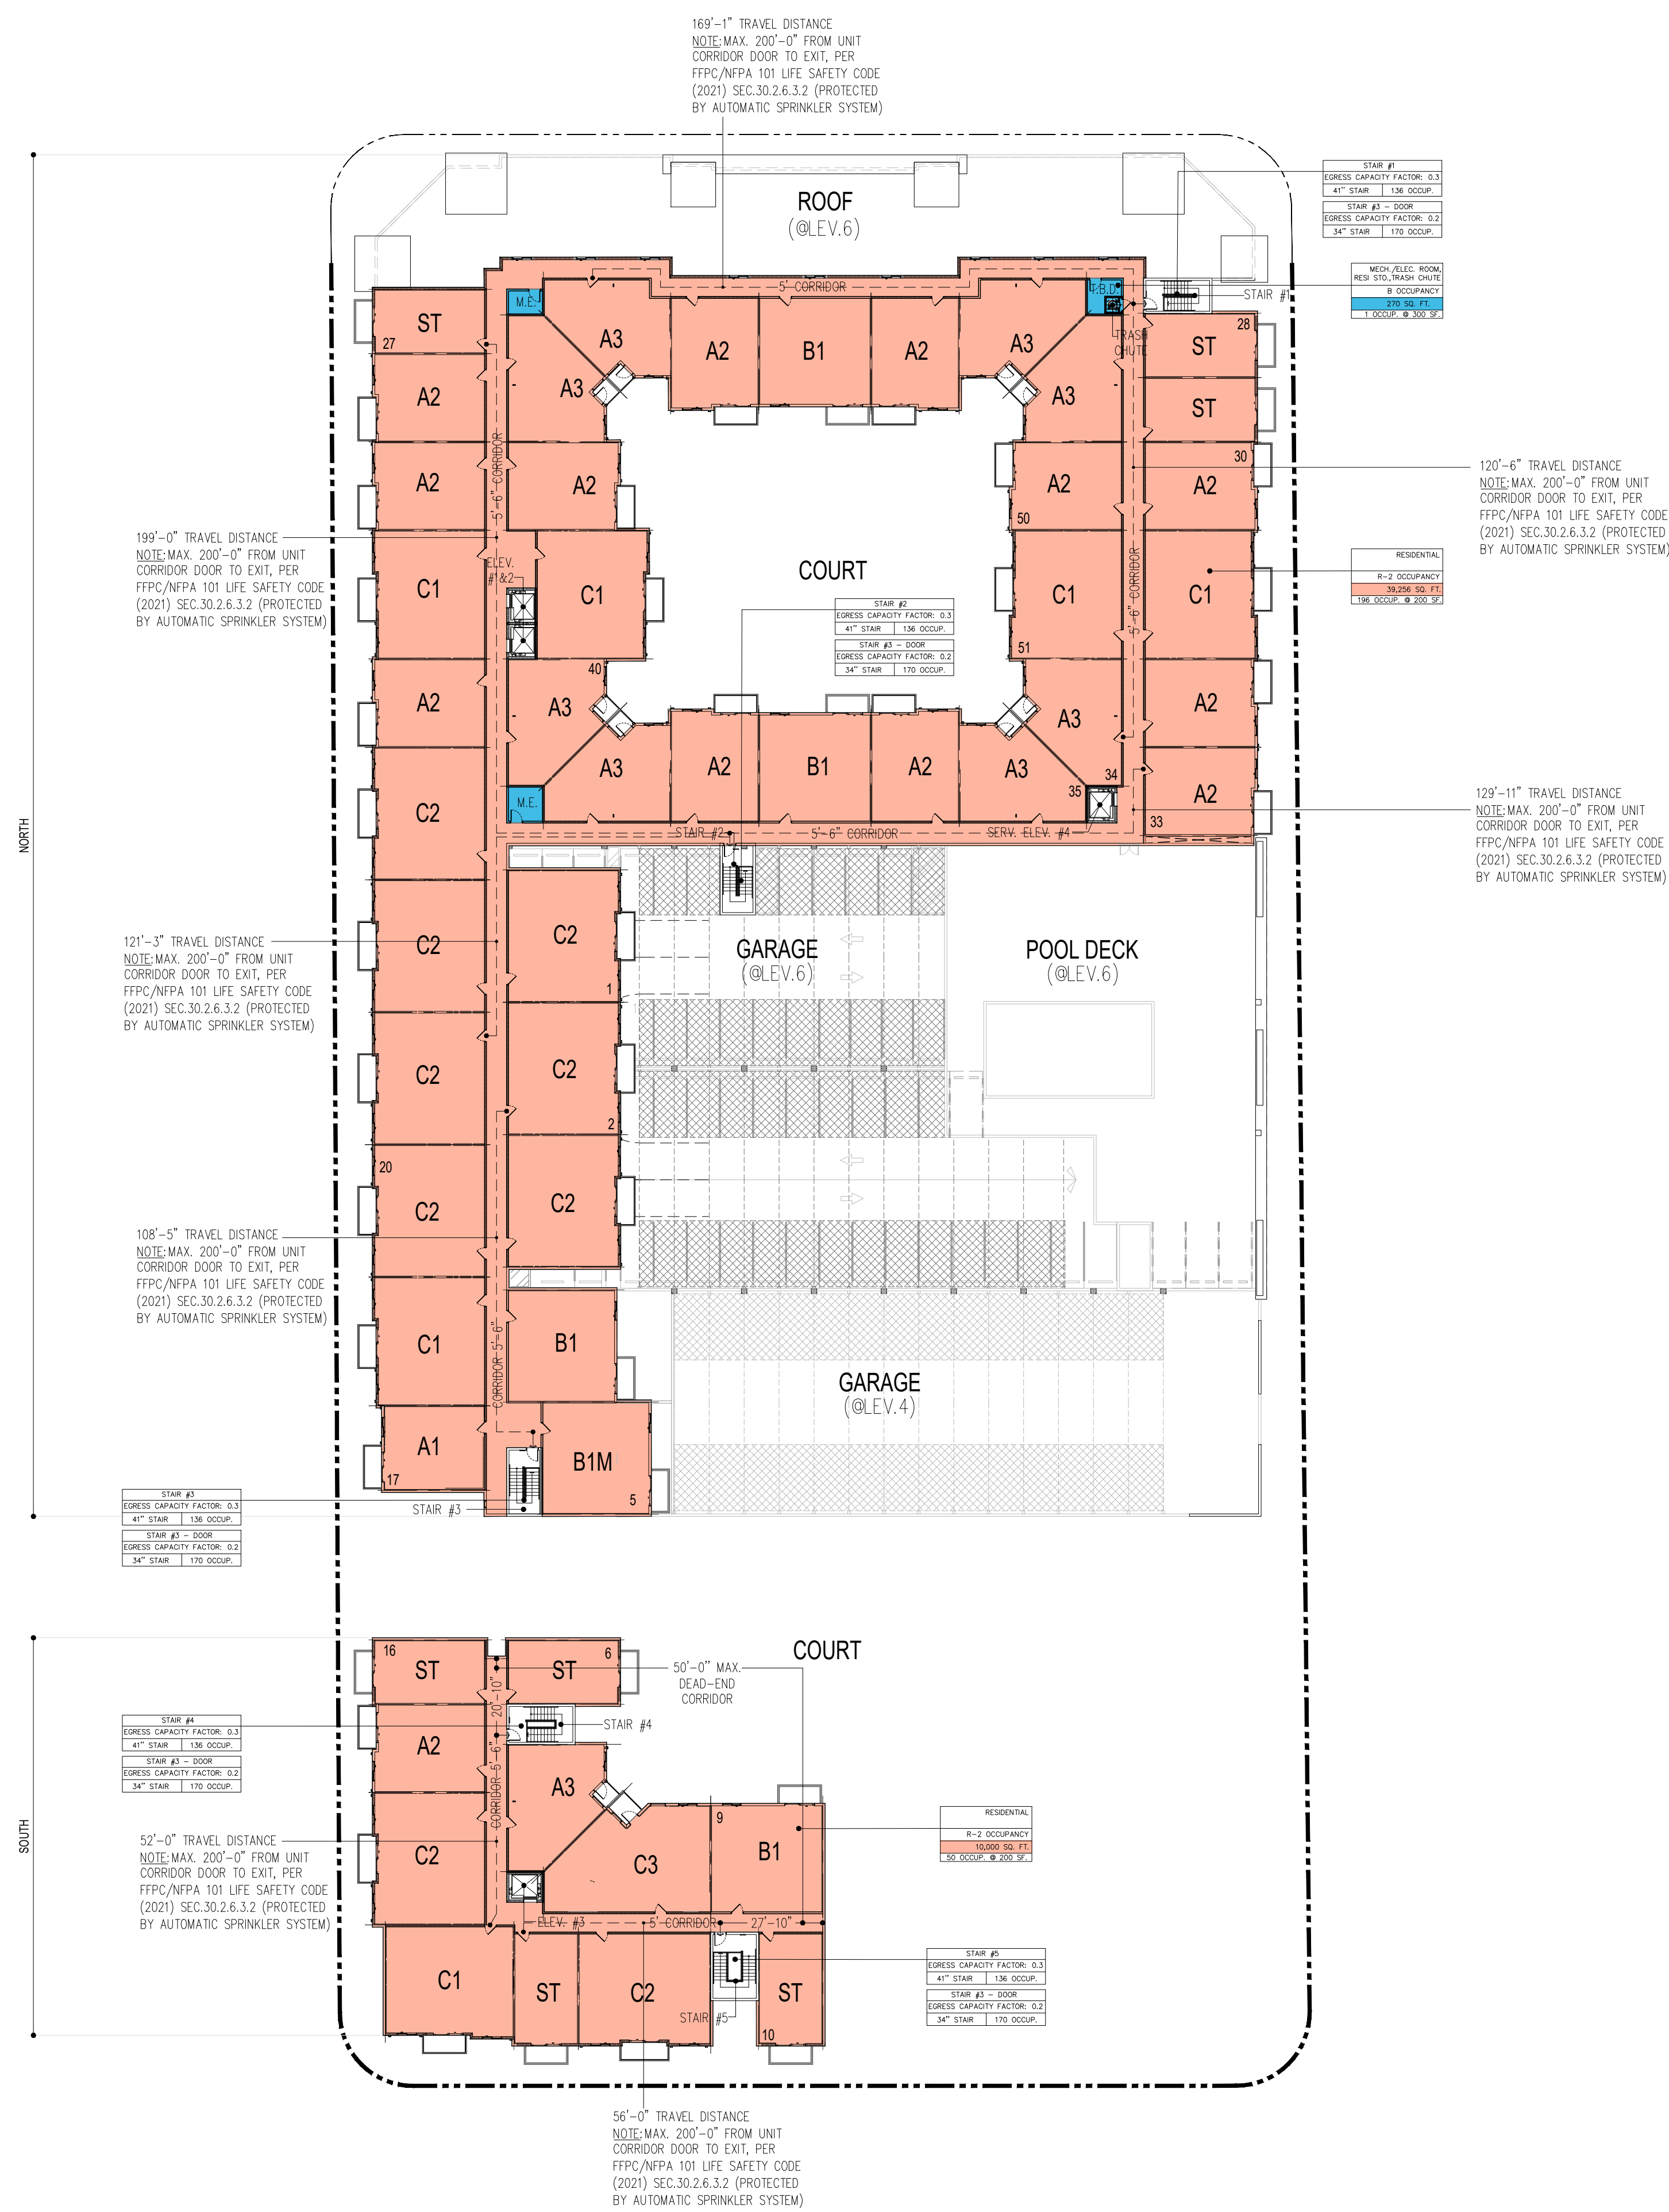 169'-1" TRAVEL DISTANCE
NOTE: MAX. 200'-0" FROM UNIT
CORRIDOR DOOR TO EXIT, PER
FFPC/NFPA 101 LIFE SAFETY CODE
(2021) SEC.30.2.6.3.2 (PROTECTED
BY AUTOMATIC SPRINKLER SYSTEM)
STAIR #1
EGRESS CAPACITY FACTOR: 0.3
41" STAIR 136 OCCUP.
STAIR #3 - DOOR
EGRESS CAPACITY FACTOR: 0.2
34" STAIR 170 OCCUP.
ROOF
(@LEV.6)
MECH./ELEC. ROOM,
RESI STO.,TRASH CHUTE
B OCCUPANCY
270 SQ. FT.
1 OCCUP. @ 300 SF.
5' CORRIDOR
M.E.
T.B.D.
STAIR #1
TRASH
CHUTE
ST
27
A3
A2
B1
A2
A3
28
ST
A2
A3
A3
ST
5'-6" CORRIDOR
A2
A2
A2
50
30
A2
120'-6" TRAVEL DISTANCE
NOTE: MAX. 200'-0" FROM UNIT
CORRIDOR DOOR TO EXIT, PER
FFPC/NFPA 101 LIFE SAFETY CODE
(2021) SEC.30.2.6.3.2 (PROTECTED
BY AUTOMATIC SPRINKLER SYSTEM)
199'-0" TRAVEL DISTANCE
NOTE: MAX. 200'-0" FROM UNIT
CORRIDOR DOOR TO EXIT, PER
FFPC/NFPA 101 LIFE SAFETY CODE
(2021) SEC.30.2.6.3.2 (PROTECTED
BY AUTOMATIC SPRINKLER SYSTEM)
ELEV.
#1&2
C1
C1
COURT
C1
51
5'-6" CORRIDOR
C1
RESIDENTIAL
R-2 OCCUPANCY
39,256 SQ. FT.
196 OCCUP. @ 200 SF.
STAIR #2
EGRESS CAPACITY FACTOR: 0.3
41" STAIR 136 OCCUP.
STAIR #3 - DOOR
EGRESS CAPACITY FACTOR: 0.2
34" STAIR 170 OCCUP.
40
A2
A3
A3
A2
A3
A2
B1
A2
A3
34
35
A2
33
C2
M.E.
STAIR #2
5'-6" CORRIDOR
SERV. ELEV. #4
129'-11" TRAVEL DISTANCE
NOTE: MAX. 200'-0" FROM UNIT
CORRIDOR DOOR TO EXIT, PER
FFPC/NFPA 101 LIFE SAFETY CODE
(2021) SEC.30.2.6.3.2 (PROTECTED
BY AUTOMATIC SPRINKLER SYSTEM)
NORTH
121'-3" TRAVEL DISTANCE
NOTE: MAX. 200'-0" FROM UNIT
CORRIDOR DOOR TO EXIT, PER
FFPC/NFPA 101 LIFE SAFETY CODE
(2021) SEC.30.2.6.3.2 (PROTECTED
BY AUTOMATIC SPRINKLER SYSTEM)
C2
C2
1
GARAGE
(@LEV.6)
POOL DECK
(@LEV.6)
C2
C2
2
20
C2
C2
108'-5" TRAVEL DISTANCE
NOTE: MAX. 200'-0" FROM UNIT
CORRIDOR DOOR TO EXIT, PER
FFPC/NFPA 101 LIFE SAFETY CODE
(2021) SEC.30.2.6.3.2 (PROTECTED
BY AUTOMATIC SPRINKLER SYSTEM)
C1
CORRIDOR 5'-6"
B1
GARAGE
(@LEV.4)
A1
17
B1M
5
STAIR #3
STAIR #3
EGRESS CAPACITY FACTOR: 0.3
41" STAIR 136 OCCUP.
STAIR #3 - DOOR
EGRESS CAPACITY FACTOR: 0.2
34" STAIR 170 OCCUP.
16
ST
ST
6
COURT
50'-0" MAX.
DEAD-END
CORRIDOR
20'-10"
STAIR #4
STAIR #4
EGRESS CAPACITY FACTOR: 0.3
41" STAIR 136 OCCUP.
STAIR #3 - DOOR
EGRESS CAPACITY FACTOR: 0.2
34" STAIR 170 OCCUP.
A2
CORRIDOR 5'-6"
A3
SOUTH
52'-0" TRAVEL DISTANCE
NOTE: MAX. 200'-0" FROM UNIT
CORRIDOR DOOR TO EXIT, PER
FFPC/NFPA 101 LIFE SAFETY CODE
(2021) SEC.30.2.6.3.2 (PROTECTED
BY AUTOMATIC SPRINKLER SYSTEM)
C2
C3
9
B1
RESIDENTIAL
R-2 OCCUPANCY
10,000 SQ. FT.
50 OCCUP. @ 200 SF.
ELEV. #3
5' CORRIDOR
27'-10"
C1
ST
C2
STAIR #5
ST
10
STAIR #5
EGRESS CAPACITY FACTOR: 0.3
41" STAIR 136 OCCUP.
STAIR #3 - DOOR
EGRESS CAPACITY FACTOR: 0.2
34" STAIR 170 OCCUP.
56'-0" TRAVEL DISTANCE
NOTE: MAX. 200'-0" FROM UNIT
CORRIDOR DOOR TO EXIT, PER
FFPC/NFPA 101 LIFE SAFETY CODE
(2021) SEC.30.2.6.3.2 (PROTECTED
BY AUTOMATIC SPRINKLER SYSTEM)